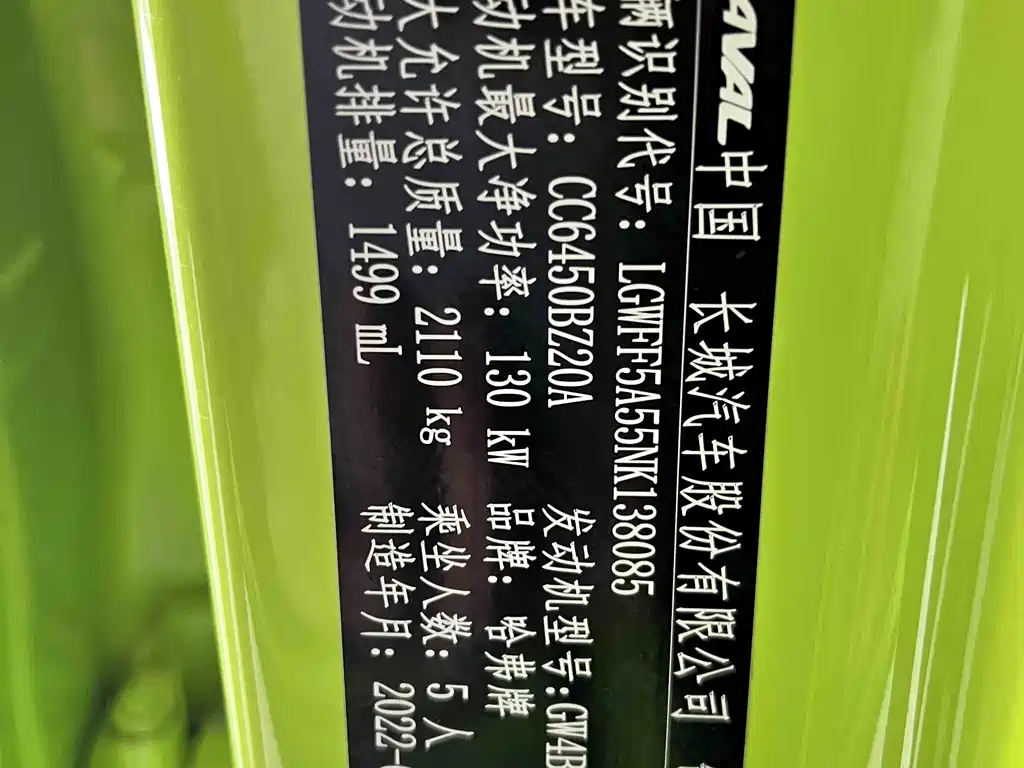 HAVAL 中国 长城汽车股份有限公司
辆识别代号: LGWFF5A55NK138085
车型号: CC6450BZ20A 发动机型号:GW4B
动机最大净功率: 130 kW 品牌: 哈弗牌
大允许总质量: 2110 kg 乘坐人数: 5 人
动机排量: 1499 mL 制造年月: 2022-